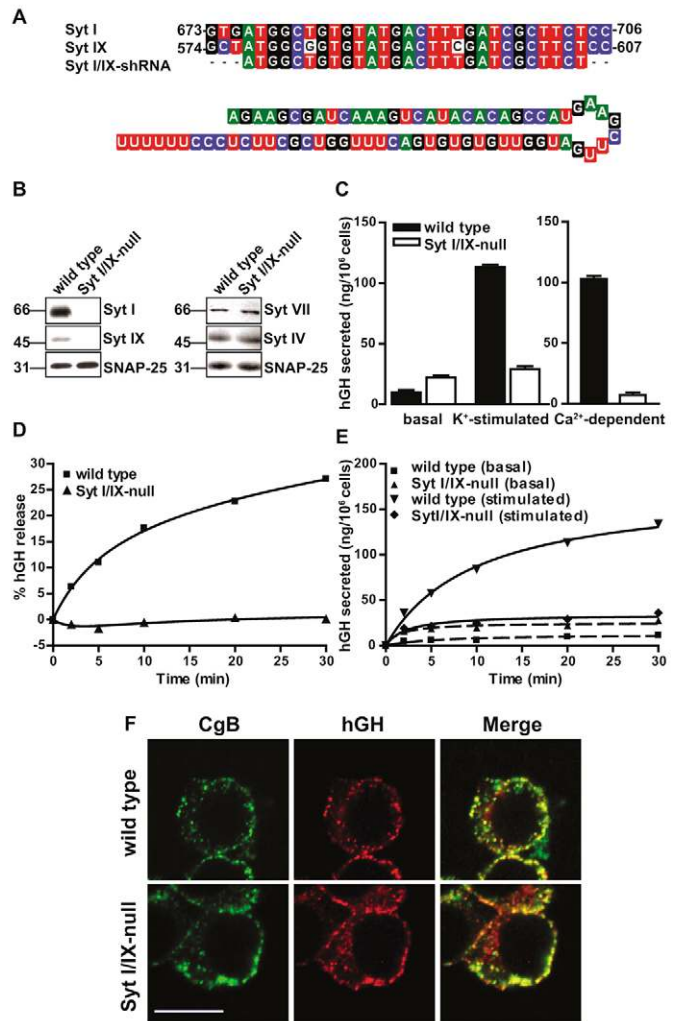 A
Syt I 673-GTGATGGCTGTGTATGACTTTGATCGCTTCTCC-706
Syt IX 574-GCTATGGCGGTGTATGACTTCGATCGCTTCTCC-607
Syt I/IX-shRNA - - - ATGGCTGTGTATGACTTTGATCGCTTCT - - -
AGAAGCGAUCAAAGUCAUACACAGCCAUGAAGC
UUUUUUCCCUCUUCGCUGGUUUCAGUGUGUGUUGGUAGUU
B
wild type Syt I/IX-null
66 Syt I
45 Syt IX
31 SNAP-25
wild type Syt I/IX-null
66 Syt VII
45 Syt IV
31 SNAP-25
C
hGH secreted (ng/10⁶ cells)
150
100
50
0
wild type
Syt I/IX-null
basal K⁺-stimulated
150
100
50
0
Ca²⁺-dependent
D
% hGH release
30
25
20
15
10
5
0
-5
wild type
Syt I/IX-null
0 5 10 15 20 25 30
Time (min)
E
hGH secreted (ng/10⁶ cells)
200
150
100
50
0
wild type (basal)
Syt I/IX-null (basal)
wild type (stimulated)
SytI/IX-null (stimulated)
0 5 10 15 20 25 30
Time (min)
F
CgB hGH Merge
wild type
Syt I/IX-null